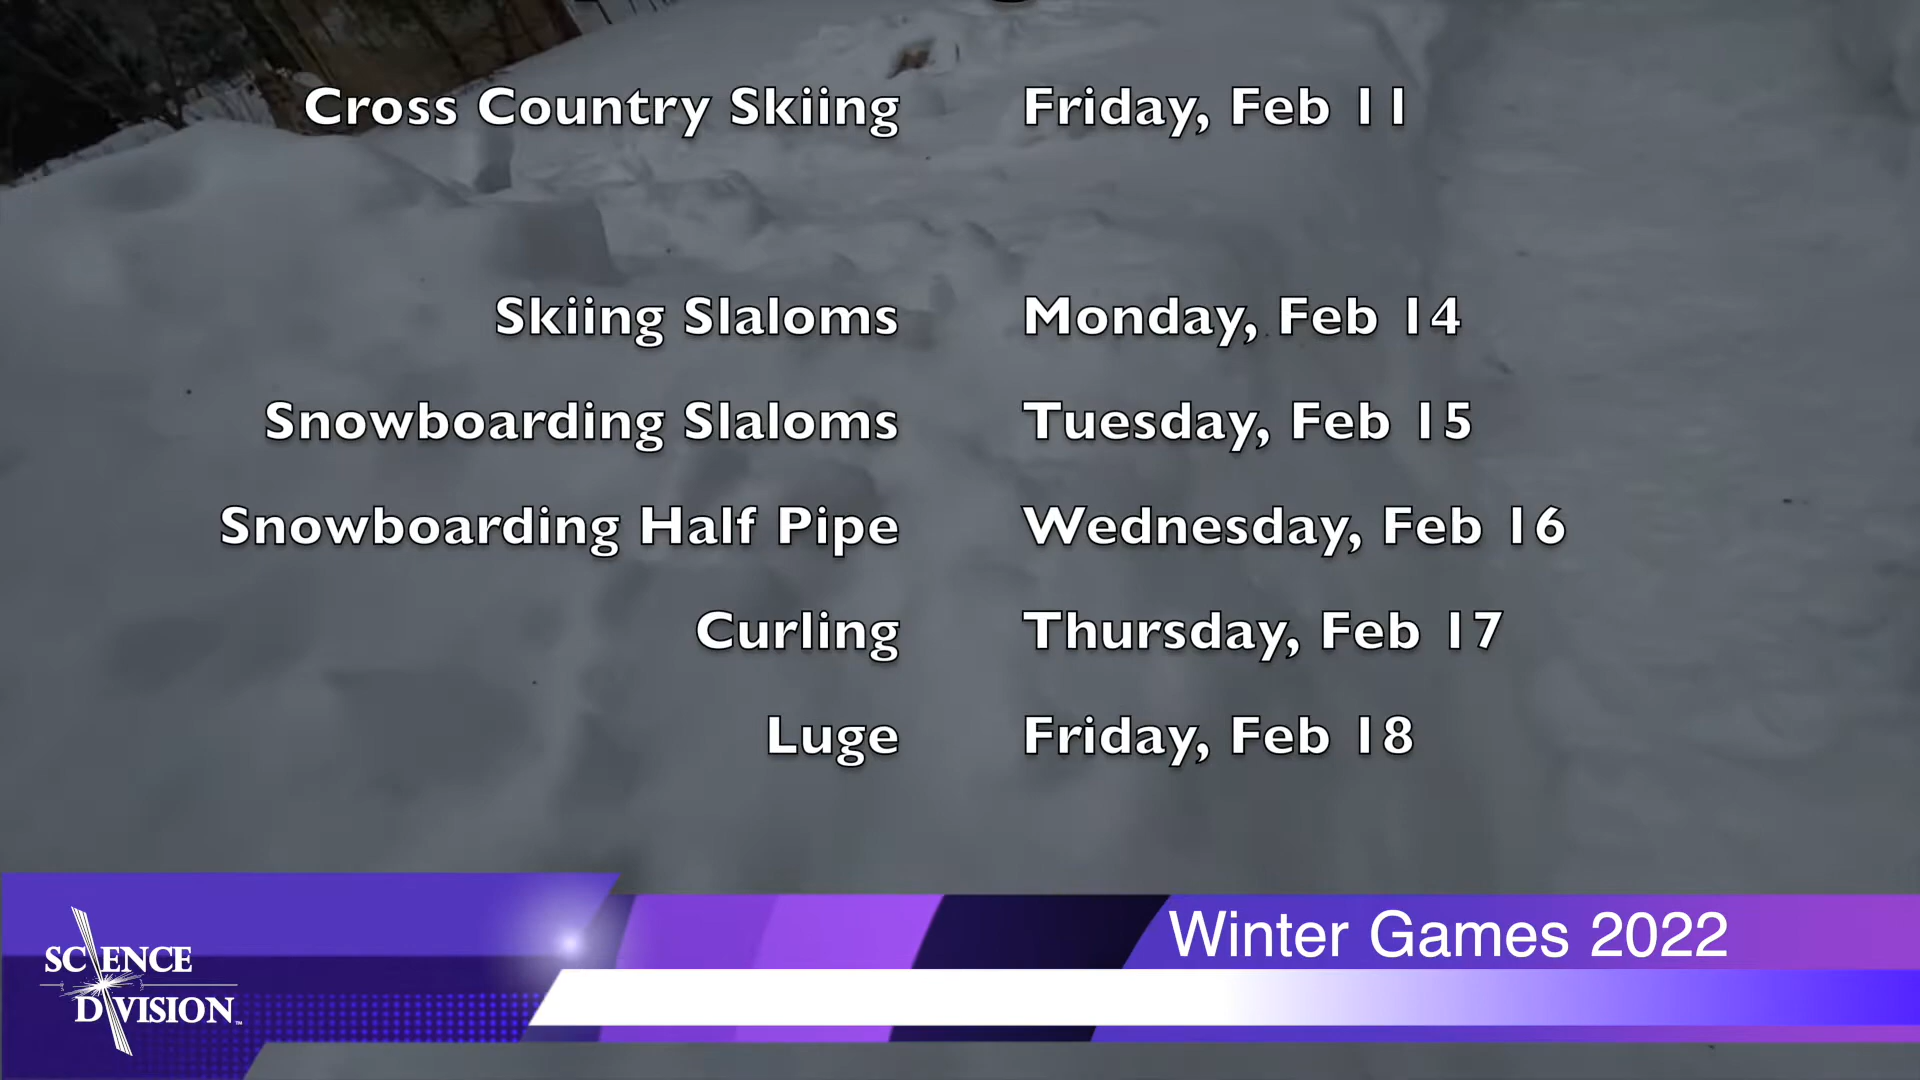 Cross Country Skiing Friday, Feb 11
Skiing Slaloms Monday, Feb 14
Snowboarding Slaloms Tuesday, Feb 15
Snowboarding Half Pipe Wednesday, Feb 16
Curling Thursday, Feb 17
Luge Friday, Feb 18
Winter Games 2022
SCIENCE
DIVISION™